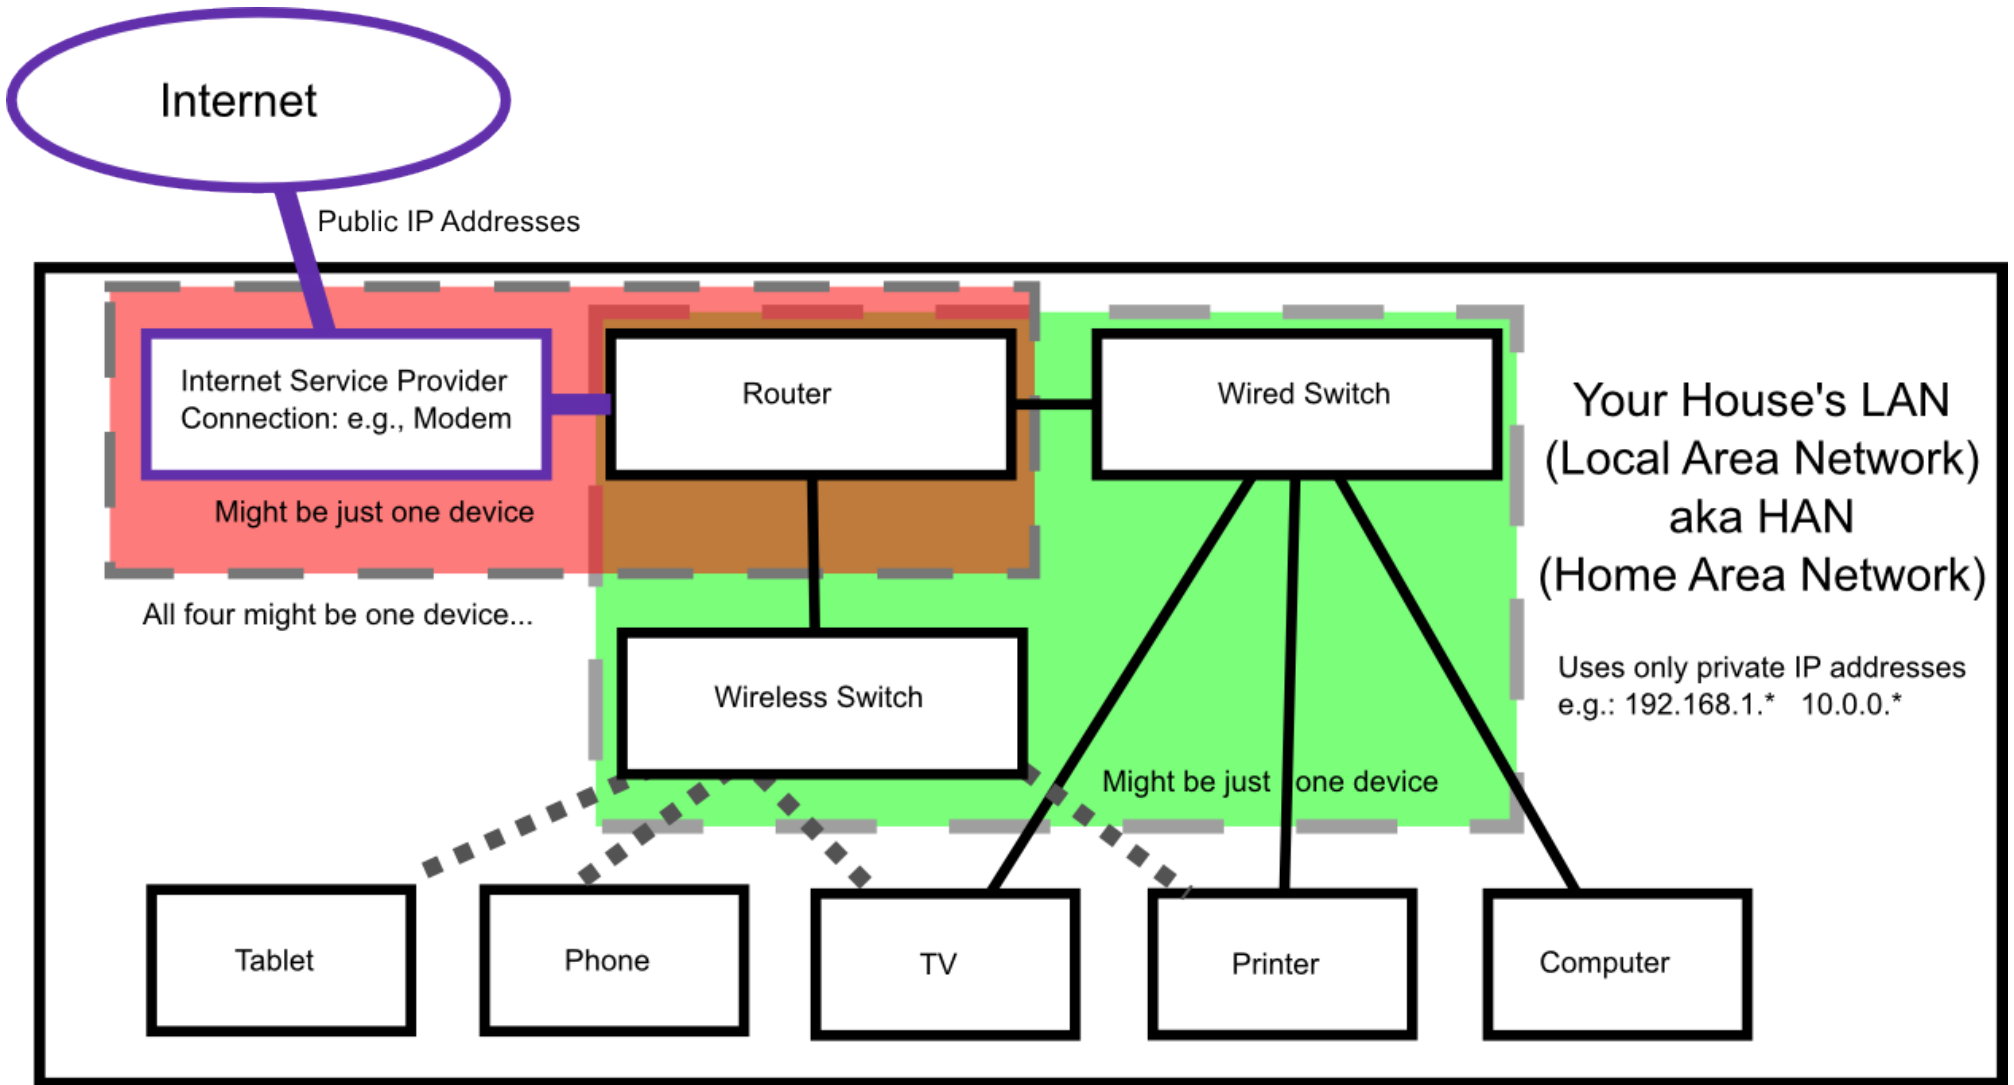 Internet
Public IP Addresses
Internet Service Provider
Connection: e.g., Modem
Router
Wired Switch
Your House's LAN
(Local Area Network)
aka HAN
(Home Area Network)
Might be just one device
All four might be one device...
Uses only private IP addresses
e.g.: 192.168.1.*   10.0.0.*
Wireless Switch
Might be just one device
Tablet
Phone
TV
Printer
Computer